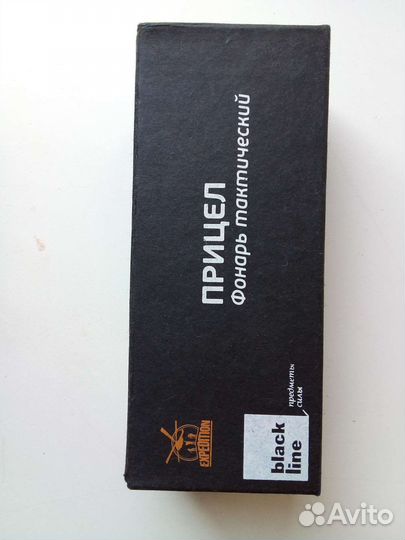 ПРИЦЕЛ
Фонарь тактический
EXPEDITION
black
line
предметы
силы
Avito